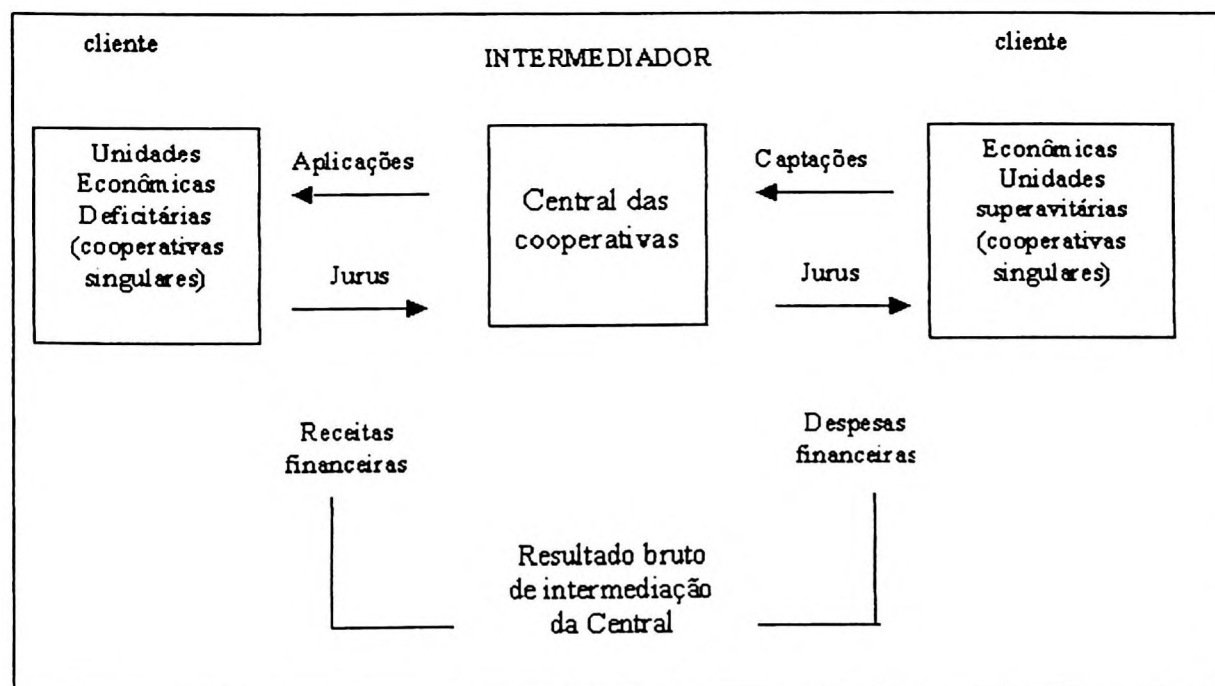 cliente
INTERMEDIADOR
cliente
Unidades
Econômicas
Deficitárias
(cooperativas
singulares)
Aplicações
Jurus
Central das
cooperativas
Captações
Jurus
Econômicas
Unidades
superavitárias
(cooperativas
singulares)
Receitas
financeiras
Despesas
financeiras
Resultado bruto
de intermediação
da Central